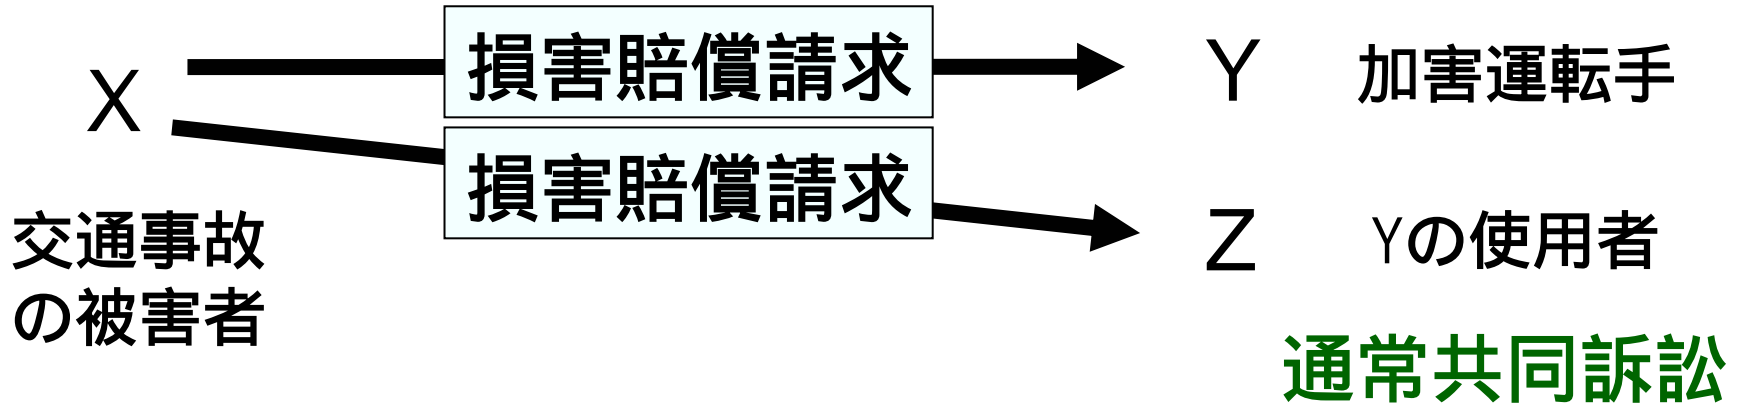 X
交通事故
の被害者
損害賠償請求
損害賠償請求
Y 加害運転手
Z Yの使用者
通常共同訴訟